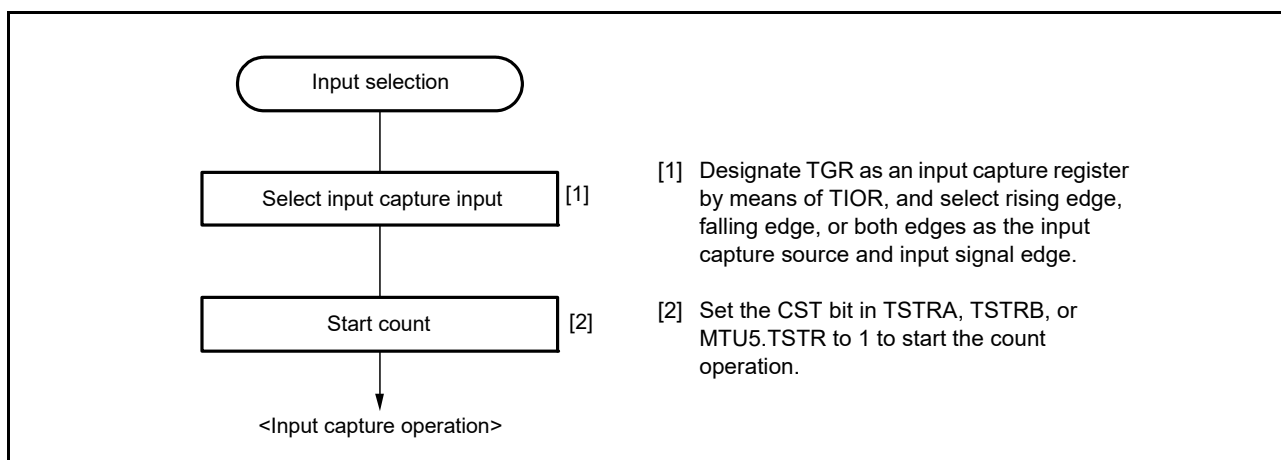 Input selection
Select input capture input
[1]
Start count
[2]
<Input capture operation>
[1] Designate TGR as an input capture register
by means of TIOR, and select rising edge,
falling edge, or both edges as the input
capture source and input signal edge.
[2] Set the CST bit in TSTRA, TSTRB, or
MTU5.TSTR to 1 to start the count
operation.